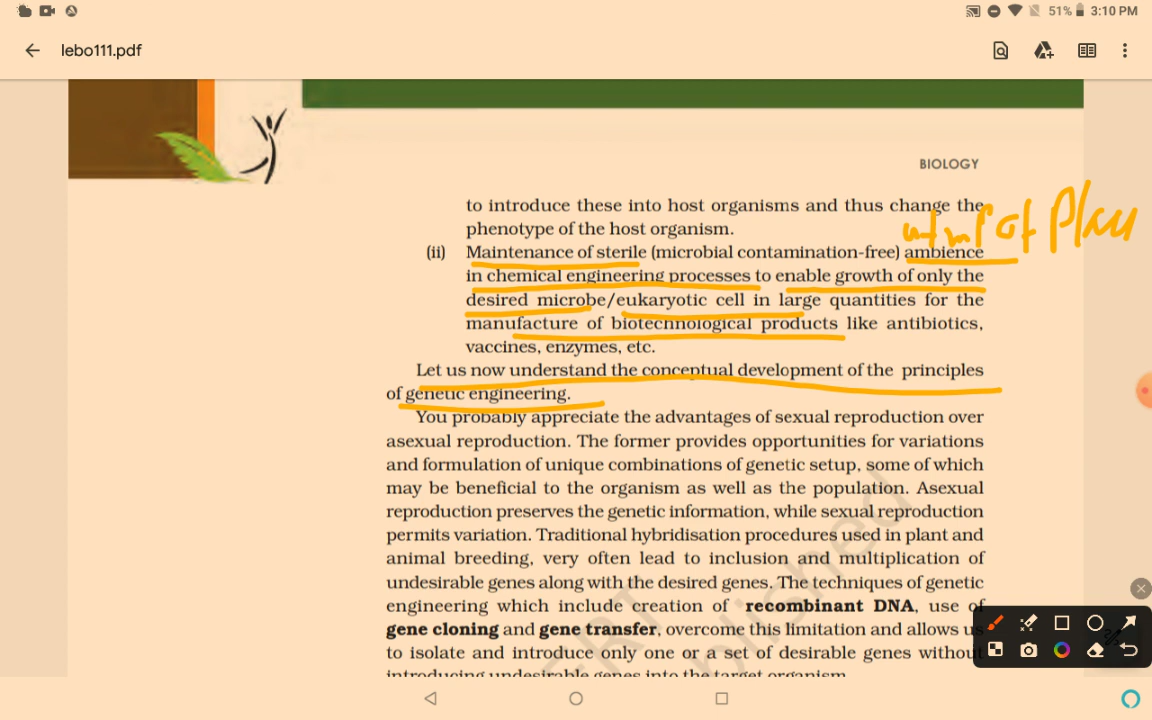 51% 3:10 PM
lebo111.pdf
BIOLOGY
to introduce these into host organisms and thus change the
phenotype of the host organism.
of
(ii) Maintenance of sterile (microbial contamination-free) ambience
in chemical engineering processes to enable growth of only the
desired microbe/eukaryotic cell in large quantities for the
manufacture of biotechnological products like antibiotics,
vaccines, enzymes, etc.
Let us now understand the conceptual development of the principles
of genetic engineering.
You probably appreciate the advantages of sexual reproduction over
asexual reproduction. The former provides opportunities for variations
and formulation of unique combinations of genetic setup, some of which
may be beneficial to the organism as well as the population. Asexual
reproduction preserves the genetic information, while sexual reproduction
permits variation. Traditional hybridisation procedures used in plant and
animal breeding, very often lead to inclusion and multiplication of
undesirable genes along with the desired genes. The techniques of genetic
engineering which include creation of recombinant DNA, use of
gene cloning and gene transfer, overcome this limitation and allows us
to isolate and introduce only one or a set of desirable genes without
introducing undesirable genes into the target organism.